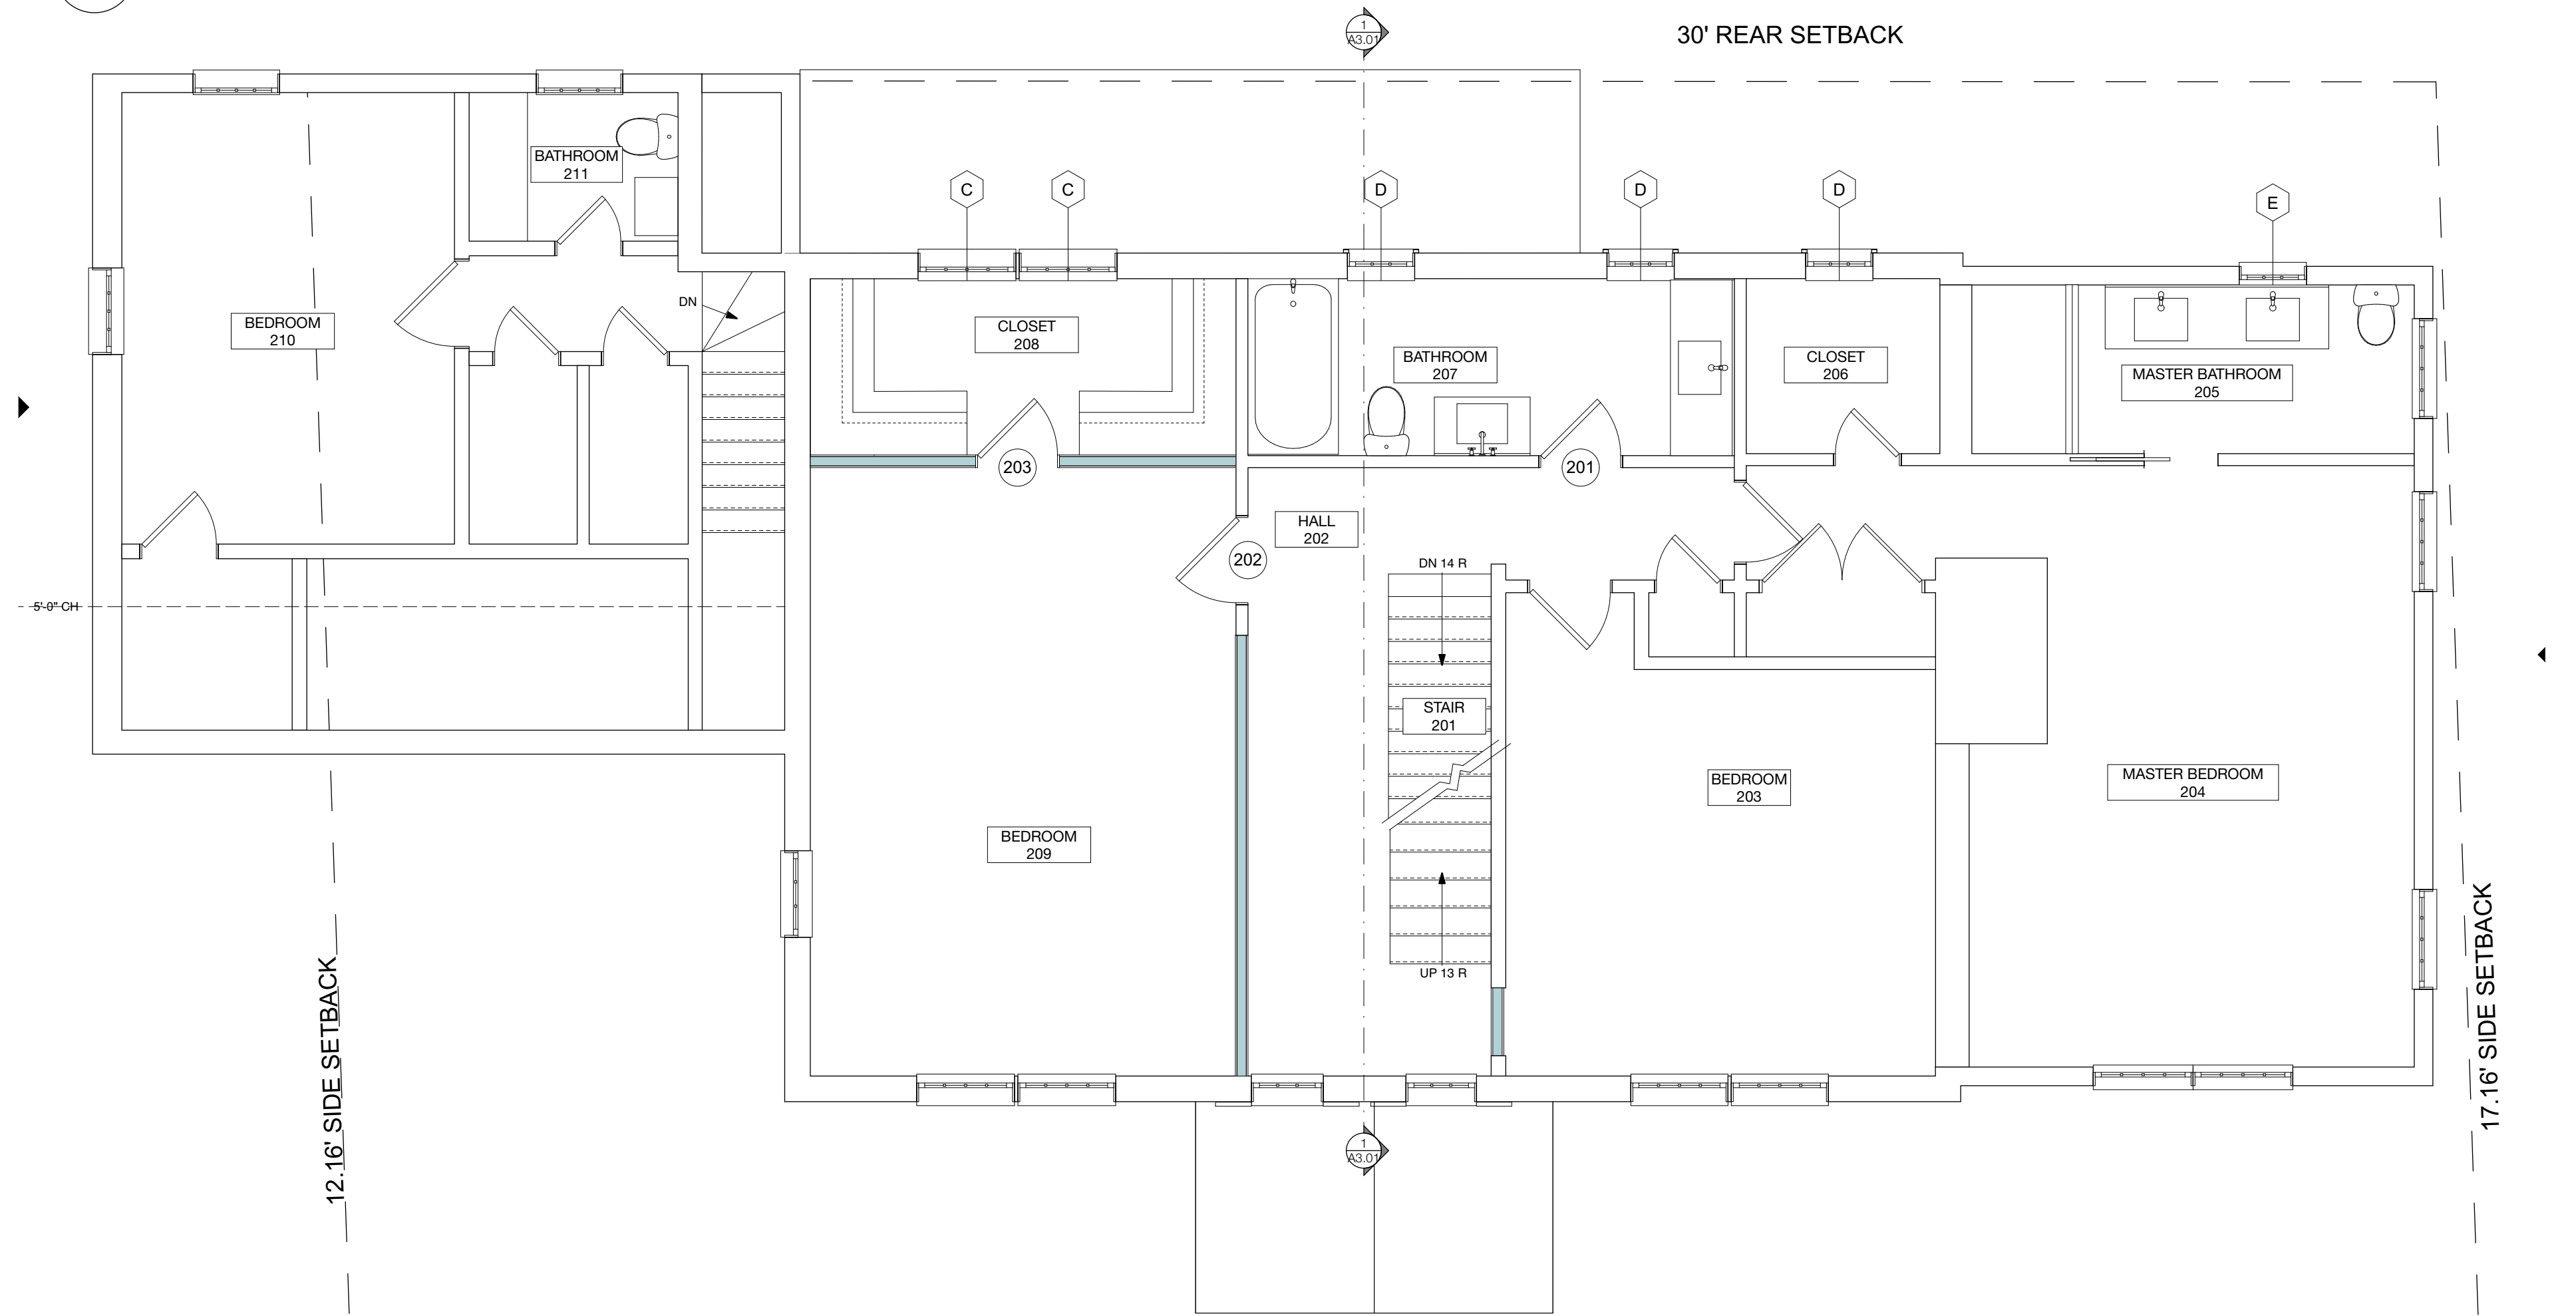 1
A3.01
30' REAR SETBACK
BATHROOM
211
C
C
D
D
D
E
DN
BEDROOM
210
CLOSET
208
BATHROOM
207
CLOSET
206
MASTER BATHROOM
205
203
201
HALL
202
202
DN 14 R
5'-0" CH
STAIR
201
BEDROOM
203
MASTER BEDROOM
204
BEDROOM
209
UP 13 R
12.16' SIDE SETBACK
17.16' SIDE SETBACK
1
A3.01